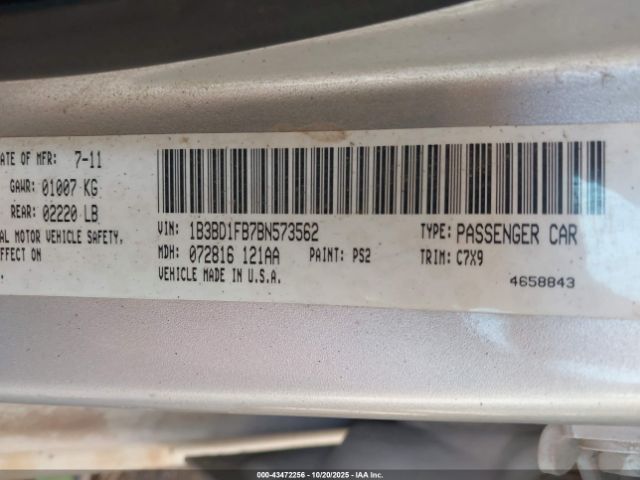 ATE OF MFR: 7-11
GAWR: 01007 KG
REAR: 02220 LB
AL MOTOR VEHICLE SAFETY,
FFECT ON
VIN: 1B3BD1FB7BN573562
TYPE: PASSENGER CAR
MDH: 072816 121AA PAINT: PS2
TRIM: C7X9
VEHICLE MADE IN U.S.A.
4658843
000-43472256 - 10/20/2025 - IAA Inc.